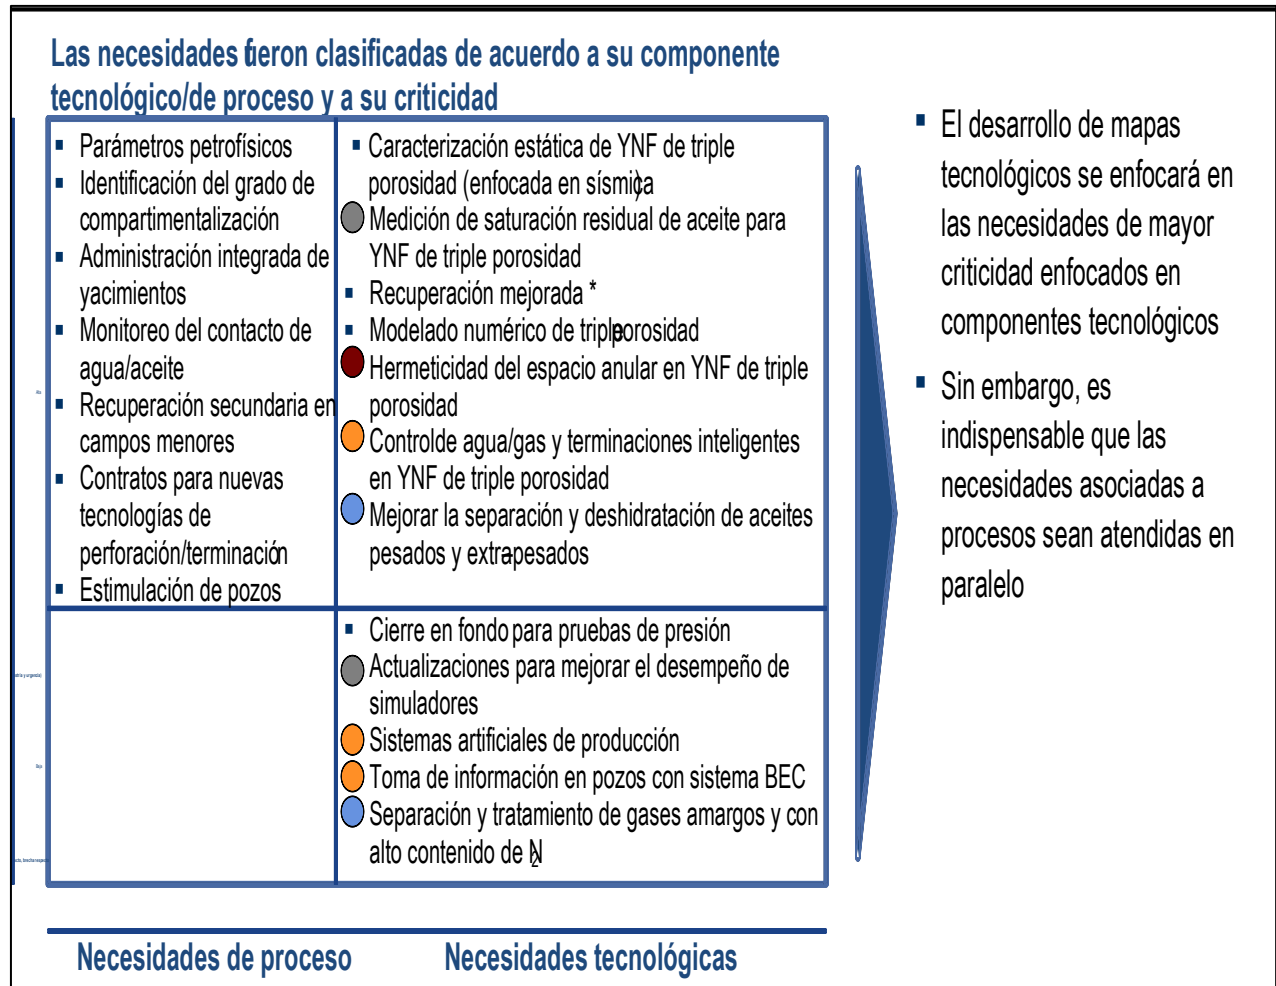 Las necesidades fueron clasificadas de acuerdo a su componente
tecnológico/de proceso y a su criticidad
Parámetros petrofísicos
Identificación del grado de
compartimentalización
Administración integrada de
yacimientos
Monitoreo del contacto de
agua/aceite
Recuperación secundaria en
campos menores
Contratos para nuevas
tecnologías de
perforación/terminación
Estimulación de pozos
Caracterización estática de YNF de triple
porosidad (enfocada en sísmica)
Medición de saturación residual de aceite para
YNF de triple porosidad
Recuperación mejorada *
Modelado numérico de triple porosidad
Hermeticidad del espacio anular en YNF de triple
porosidad
Control de agua/gas y terminaciones inteligentes
en YNF de triple porosidad
Mejorar la separación y deshidratación de aceites
pesados y extra-pesados
Cierre en fondo para pruebas de presión
Actualizaciones para mejorar el desempeño de
simuladores
Sistemas artificiales de producción
Toma de información en pozos con sistema BEC
Separación y tratamiento de gases amargos y con
alto contenido de N2
Necesidades de proceso
Necesidades tecnológicas
El desarrollo de mapas
tecnológicos se enfocará en
las necesidades de mayor
criticidad enfocados en
componentes tecnológicos
Sin embargo, es
indispensable que las
necesidades asociadas a
procesos sean atendidas en
paralelo